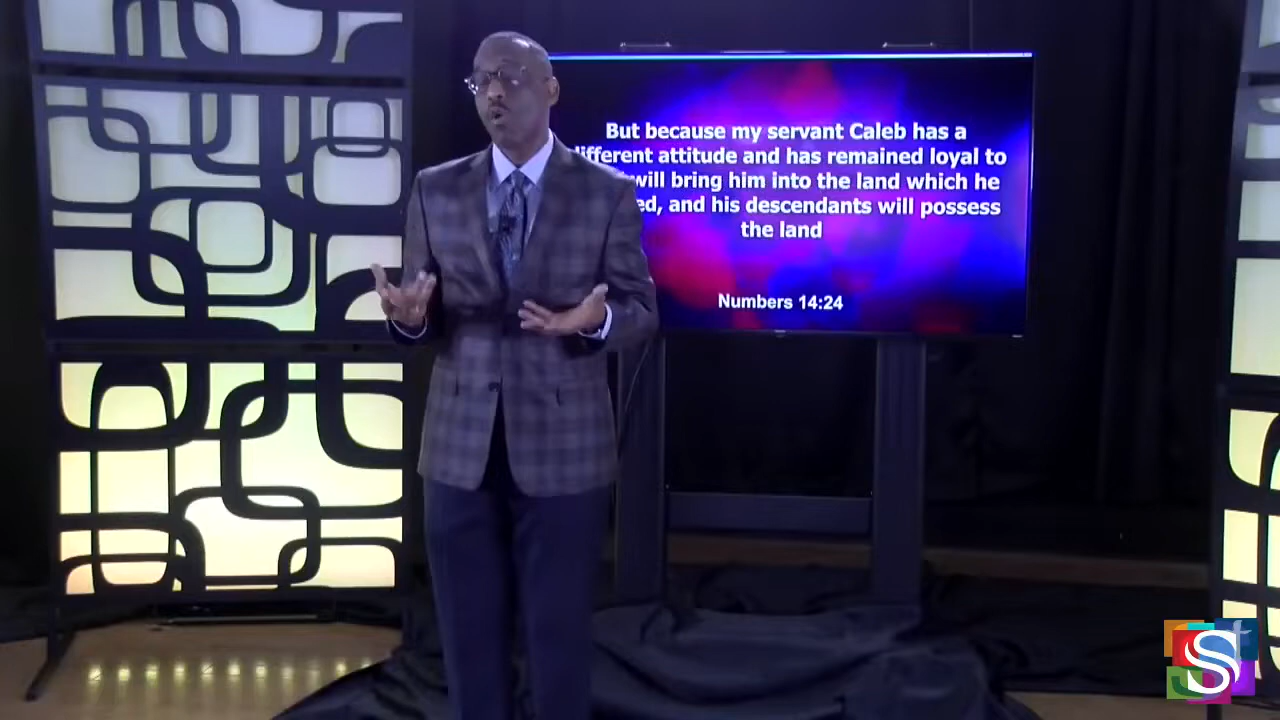 But because my servant Caleb has a
different attitude and has remained loyal to
will bring him into the land which he
ed, and his descendants will possess
the land
Numbers 14:24
S